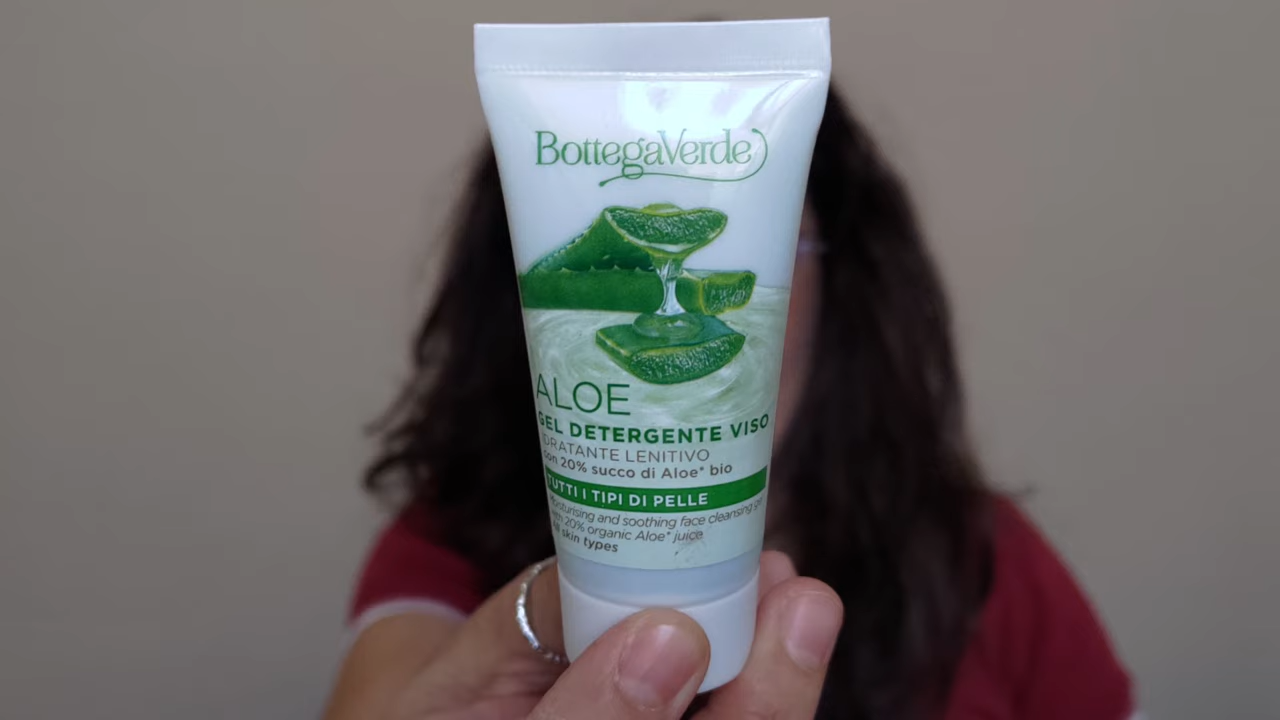 BottegaVerde
ALOE
GEL DETERGENTE VISO
IDRATANTE LENITIVO
con 20% succo di Aloe* bio
TUTTI I TIPI DI PELLE
Moisturising and soothing face cleansing gel
with 20% organic Aloe* juice
All skin types